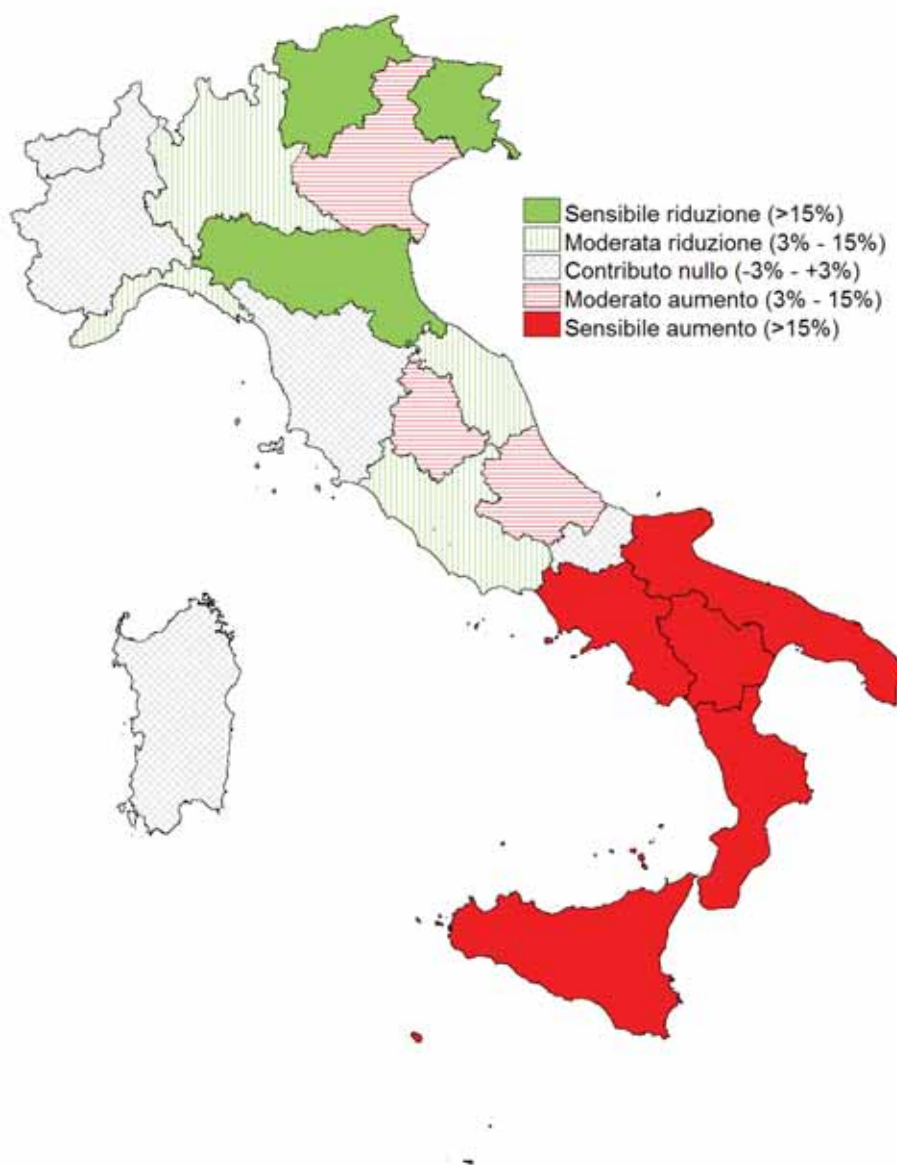 Sensibile riduzione (>15%)
Moderata riduzione (3% - 15%)
Contributo nullo (-3% - +3%)
Moderato aumento (3% - 15%)
Sensibile aumento (>15%)